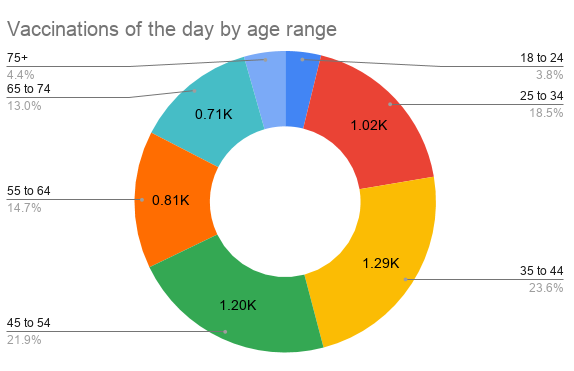 Vaccinations of the day by age range
75+
4.4%
65 to 74
13.0%
55 to 64
14.7%
45 to 54
21.9%
18 to 24
3.8%
25 to 34
18.5%
35 to 44
23.6%
0.71K
1.02K
0.81K
1.29K
1.20K